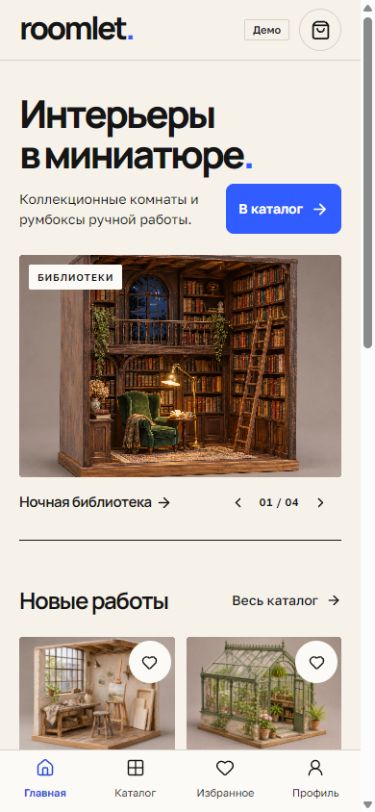 roomlet.
Демо
Интерьеры
в миниатюре.
Коллекционные комнаты и
румбоксы ручной работы.
В каталог
БИБЛИОТЕКИ
Ночная библиотека
01 / 04
Новые работы
Весь каталог
Главная
Каталог
Избранное
Профиль